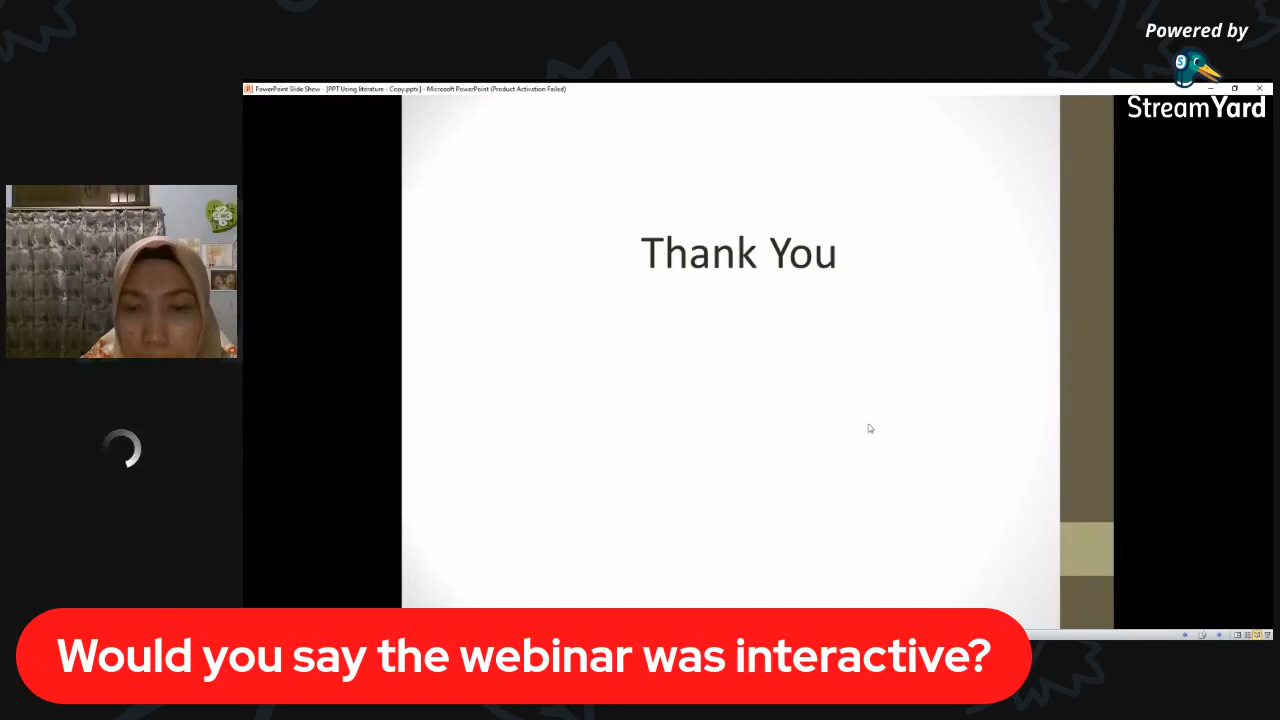 Powered by
S
StreamYard
PowerPoint Slide Show - [PPT Using literature - Copy.pptx] - Microsoft PowerPoint (Product Activation Failed)
Thank You
Would you say the webinar was interactive?